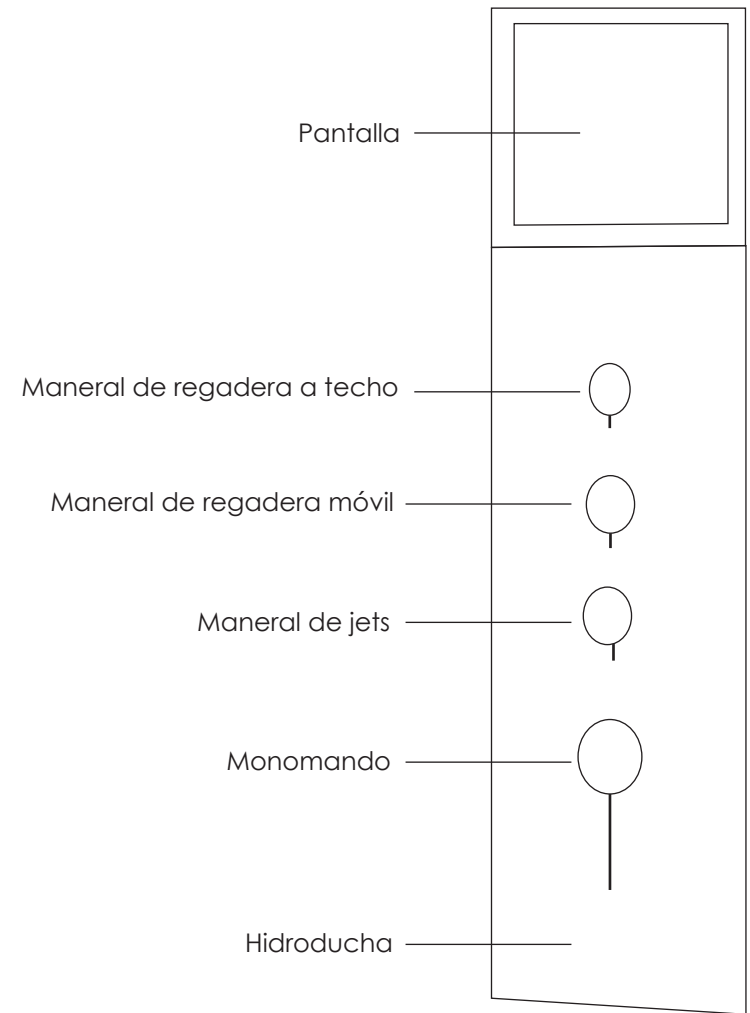 Pantalla
Maneral de regadera a techo
Maneral de regadera móvil
Maneral de jets
Monomando
Hidroducha